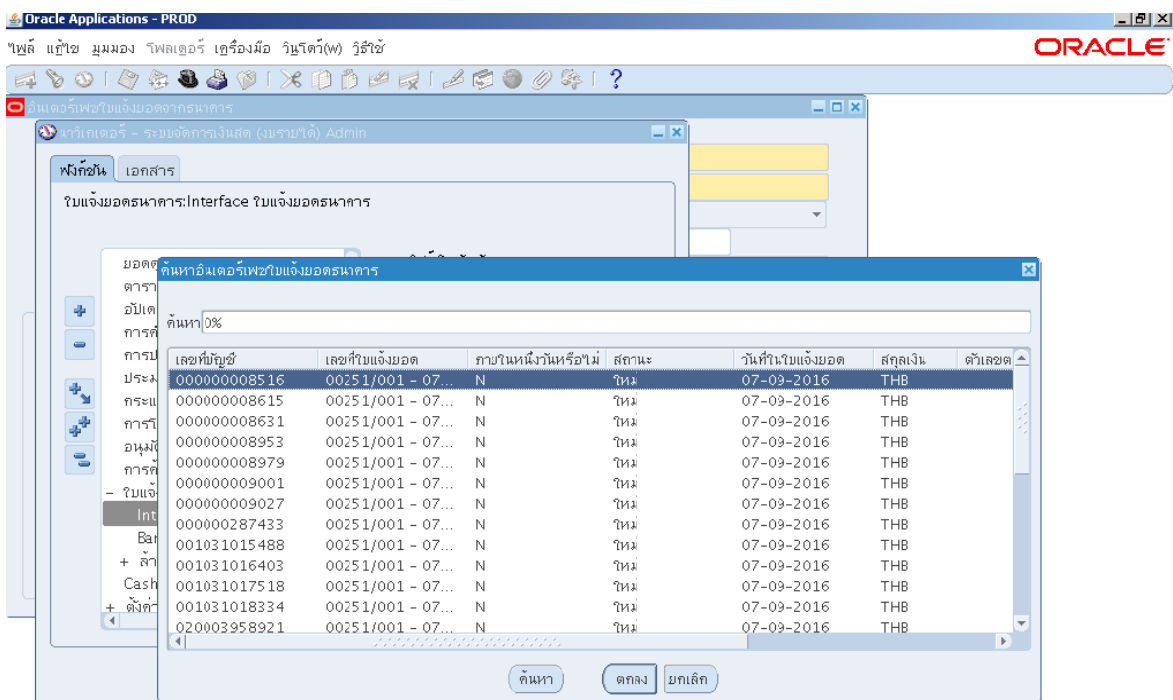 Oracle Applications - PROD
ไฟล์ แก้ไข มุมมอง โฟลเดอร์ เครื่องมือ วินโดว์(w) วิธีใช้
ORACLE
อินเตอร์เฟซใบแจ้งยอดจากธนาคาร
นาวิเกเตอร์ - ระบบจัดการเงินสด (งบรายได้) Admin
ฟังก์ชัน เอกสาร
ใบแจ้งยอดธนาคาร:Interface ใบแจ้งยอดธนาคาร
ค้นหาอินเตอร์เฟซใบแจ้งยอดธนาคาร
ค้นหา 0%
เลขที่บัญชี เลขที่ใบแจ้งยอด ภายในหนึ่งวันหรือไม่ สถานะ วันที่ในใบแจ้งยอด สกุลเงิน ตัวเลขต
000000008516 00251/001 - 07... N ใหม่ 07-09-2016 THB
000000008615 00251/001 - 07... N ใหม่ 07-09-2016 THB
000000008631 00251/001 - 07... N ใหม่ 07-09-2016 THB
000000008953 00251/001 - 07... N ใหม่ 07-09-2016 THB
000000008979 00251/001 - 07... N ใหม่ 07-09-2016 THB
000000009001 00251/001 - 07... N ใหม่ 07-09-2016 THB
000000009027 00251/001 - 07... N ใหม่ 07-09-2016 THB
000000287433 00251/001 - 07... N ใหม่ 07-09-2016 THB
001031015488 00251/001 - 07... N ใหม่ 07-09-2016 THB
001031016403 00251/001 - 07... N ใหม่ 07-09-2016 THB
001031017518 00251/001 - 07... N ใหม่ 07-09-2016 THB
001031018334 00251/001 - 07... N ใหม่ 07-09-2016 THB
020003958921 00251/001 - 07... N ใหม่ 07-09-2016 THB
ค้นหา ตกลง ยกเลิก